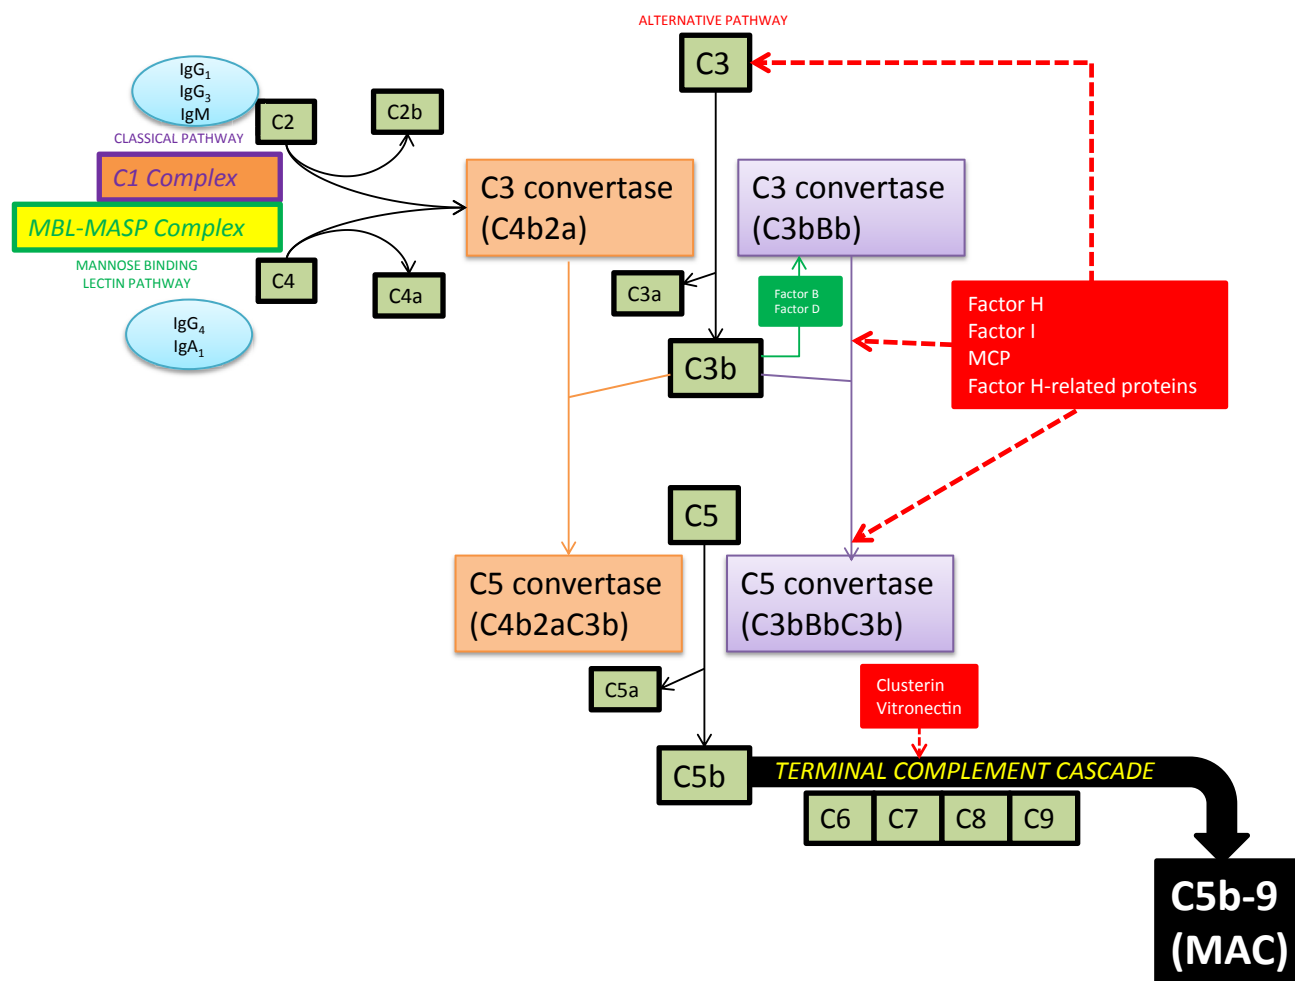 ALTERNATIVE PATHWAY
C3
IgG1
IgG3
IgM
C2
C2b
CLASSICAL PATHWAY
C1 Complex
MBL-MASP Complex
MANNOSE BINDING
LECTIN PATHWAY
C4
C4a
IgG4
IgA1
C3 convertase
(C4b2a)
C3 convertase
(C3bBb)
C3a
Factor B
Factor D
C3b
Factor H
Factor I
MCP
Factor H-related proteins
C5
C5 convertase
(C4b2aC3b)
C5 convertase
(C3bBbC3b)
C5a
Clusterin
Vitronectin
C5b
TERMINAL COMPLEMENT CASCADE
C6 C7 C8 C9
C5b-9
(MAC)